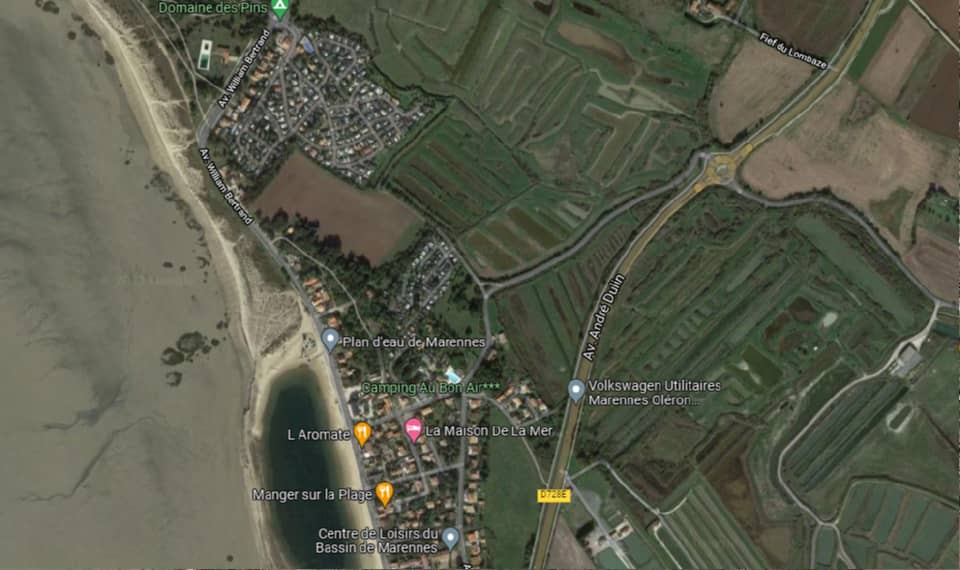 Domaine des Pins
Av. William Bertrand
Fief du Lombaze
Av. William Bertrand
Av. André Dulin
Plan d'eau de Marennes
Camping Au Bon Air***
Volkswagen Utilitaires
Marennes Oléron...
L Aromate
La Maison De La Mer
Manger sur la Plage
D728E
Centre de Loisirs du
Bassin de Marennes
A